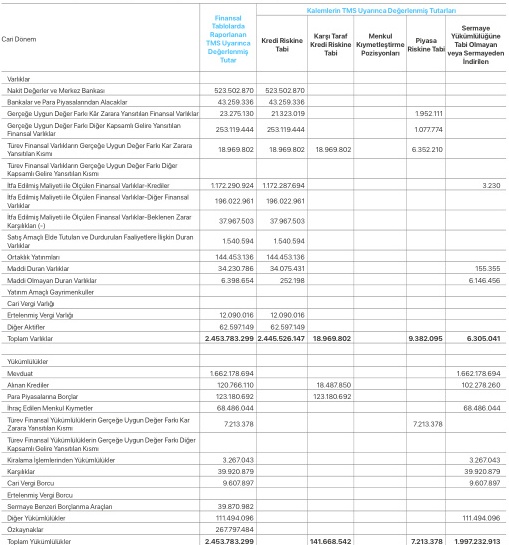 Kalemlerin TMS Uyarınca Değerlenmiş Tutarları
Cari Dönem
Finansal
Tablolarda
Raporlanan
TMS Uyarınca
Değerlenmiş
Tutar
Kredi Riskine
Tabi
Karşı Taraf
Kredi Riskine
Tabi
Menkul
Kıymetleştirme
Pozisyonları
Piyasa
Riskine Tabi
Sermaye
Yükümlülüğüne
Tabi Olmayan
veya Sermayeden
İndirilen
Varlıklar
Nakit Değerler ve Merkez Bankası 523.502.870 523.502.870
Bankalar ve Para Piyasalarından Alacaklar 43.259.336 43.259.336
Gerçeğe Uygun Değer Farkı Kâr Zarara Yansıtılan Finansal Varlıklar 23.275.130 21.323.019 1.952.111
Gerçeğe Uygun Değer Farkı Diğer Kapsamlı Gelire Yansıtılan
Finansal Varlıklar 253.119.444 253.119.444 1.077.774
Türev Finansal Varlıkların Gerçeğe Uygun Değer Farkı Kar Zarara
Yansıtılan Kısmı 18.969.802 18.969.802 18.969.802 6.352.210
Türev Finansal Varlıkların Gerçeğe Uygun Değer Farkı Diğer
Kapsamlı Gelire Yansıtılan Kısmı
İtfa Edilmiş Maliyeti ile Ölçülen Finansal Varlıklar-Krediler 1.172.290.924 1.172.287.694 3.230
İtfa Edilmiş Maliyeti ile Ölçülen Finansal Varlıklar-Diğer Finansal
Varlıklar 196.022.961 196.022.961
İtfa Edilmiş Maliyeti ile Ölçülen Finansal Varlıklar-Beklenen Zarar
Karşılıkları (-) 37.967.503 37.967.503
Satış Amaçlı Elde Tutulan ve Durdurulan Faaliyetlere İlişkin Duran
Varlıklar 1.540.594 1.540.594
Ortaklık Yatırımları 144.453.136 144.453.136
Maddi Duran Varlıklar 34.230.786 34.075.431 155.355
Maddi Olmayan Duran Varlıklar 6.398.654 252.198 6.146.456
Yatırım Amaçlı Gayrimenkuller
Cari Vergi Varlığı
Ertelenmiş Vergi Varlığı 12.090.016 12.090.016
Diğer Aktifler 62.597.149 62.597.149
Toplam Varlıklar 2.453.783.299 2.445.526.147 18.969.802 9.382.095 6.305.041
Yükümlülükler
Mevduat 1.662.178.694 1.662.178.694
Alınan Krediler 120.766.110 18.487.850 102.278.260
Para Piyasalarına Borçlar 123.180.692 123.180.692
İhraç Edilen Menkul Kıymetler 68.486.044 68.486.044
Türev Finansal Yükümlülüklerin Gerçeğe Uygun Değer Farkı Kar
Zarara Yansıtılan Kısmı 7.213.378 7.213.378
Türev Finansal Yükümlülüklerin Gerçeğe Uygun Değer Farkı Diğer
Kapsamlı Gelire Yansıtılan Kısmı
Kiralama İşlemlerinden Yükümlülükler 3.267.043 3.267.043
Karşılıklar 39.920.879 39.920.879
Cari Vergi Borcu 9.607.897 9.607.897
Ertelenmiş Vergi Borcu
Sermaye Benzeri Borçlanma Araçları 39.870.982
Diğer Yükümlülükler 111.494.096 111.494.096
Özkaynaklar 267.797.484
Toplam Yükümlülükler 2.453.783.299 141.668.542 7.213.378 1.997.232.913